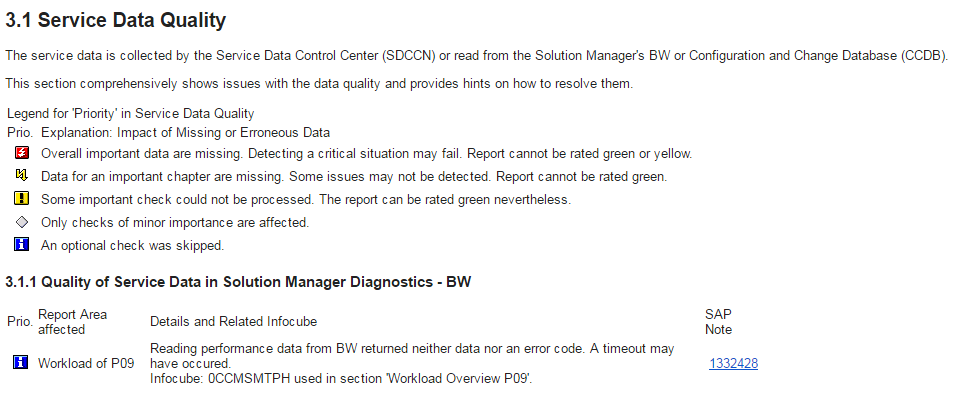 3.1 Service Data Quality
The service data is collected by the Service Data Control Center (SDCCN) or read from the Solution Manager's BW or Configuration and Change Database (CCDB).
This section comprehensively shows issues with the data quality and provides hints on how to resolve them.
Legend for 'Priority' in Service Data Quality
Prio. Explanation: Impact of Missing or Erroneous Data
Overall important data are missing. Detecting a critical situation may fail. Report cannot be rated green or yellow.
Data for an important chapter are missing. Some issues may not be detected. Report cannot be rated green.
Some important check could not be processed. The report can be rated green nevertheless.
Only checks of minor importance are affected.
An optional check was skipped.
3.1.1 Quality of Service Data in Solution Manager Diagnostics - BW
Prio. Report Area affected Details and Related Infocube SAP Note
Workload of P09 Reading performance data from BW returned neither data nor an error code. A timeout may
have occured.
Infocube: 0CCMSMTPH used in section 'Workload Overview P09'.
1332428